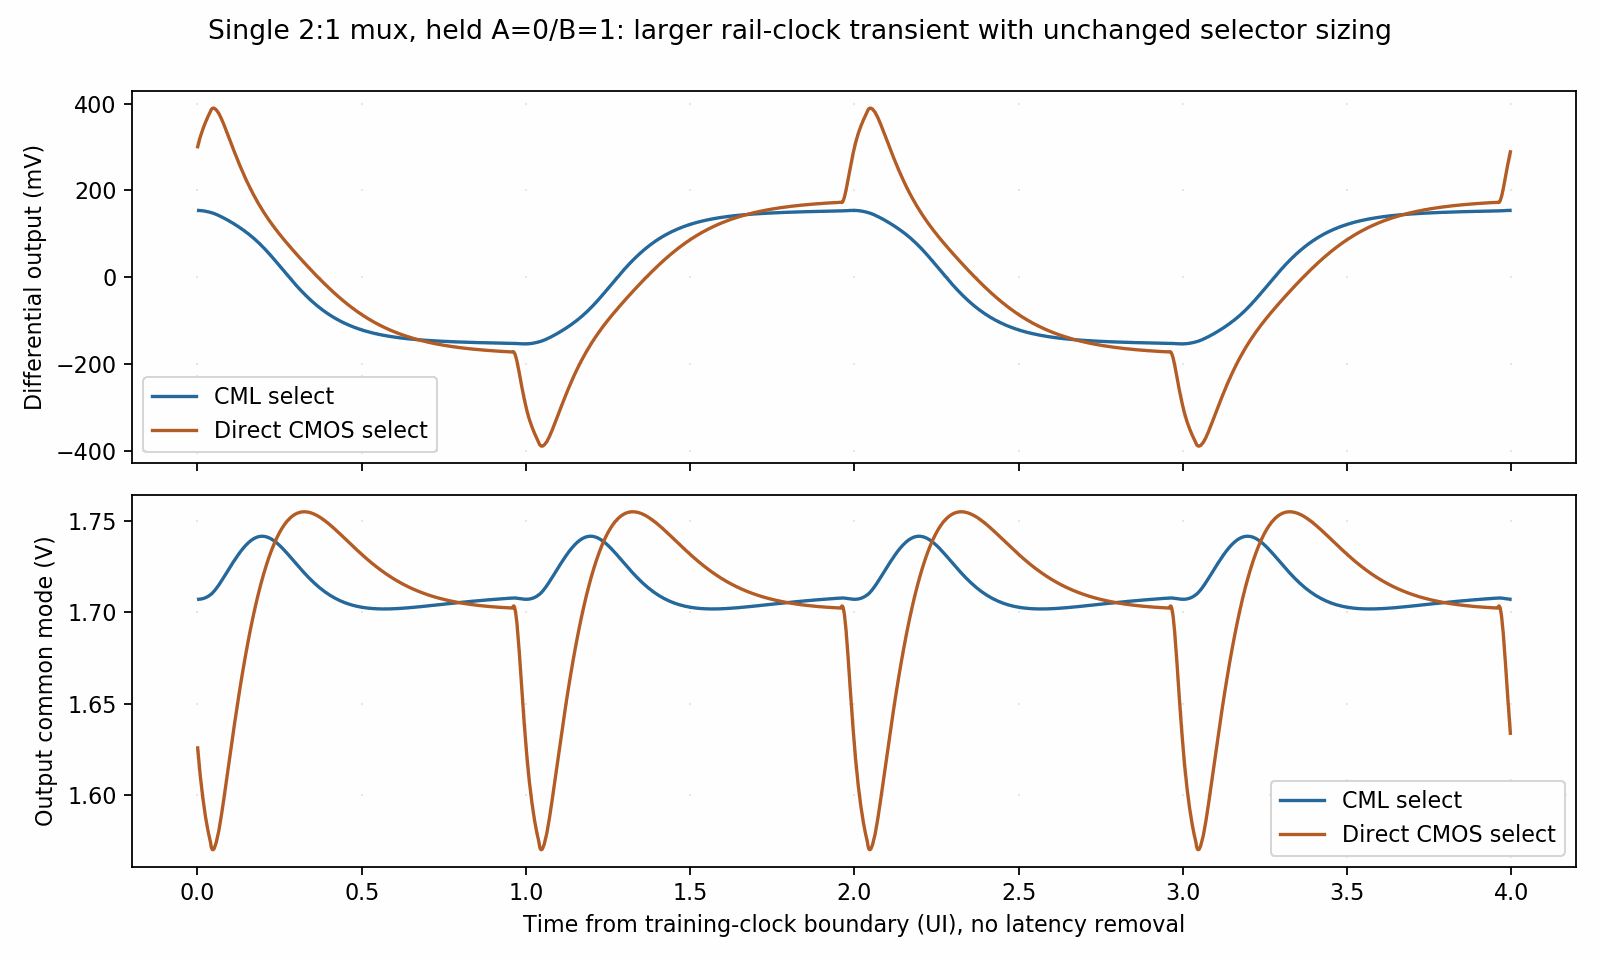 Single 2:1 mux, held A=0/B=1: larger rail-clock transient with unchanged selector sizing
Differential output (mV)
400
200
0
−200
−400
CML select
Direct CMOS select
Output common mode (V)
1.75
1.70
1.65
1.60
CML select
Direct CMOS select
0.0 0.5 1.0 1.5 2.0 2.5 3.0 3.5 4.0
Time from training-clock boundary (UI), no latency removal